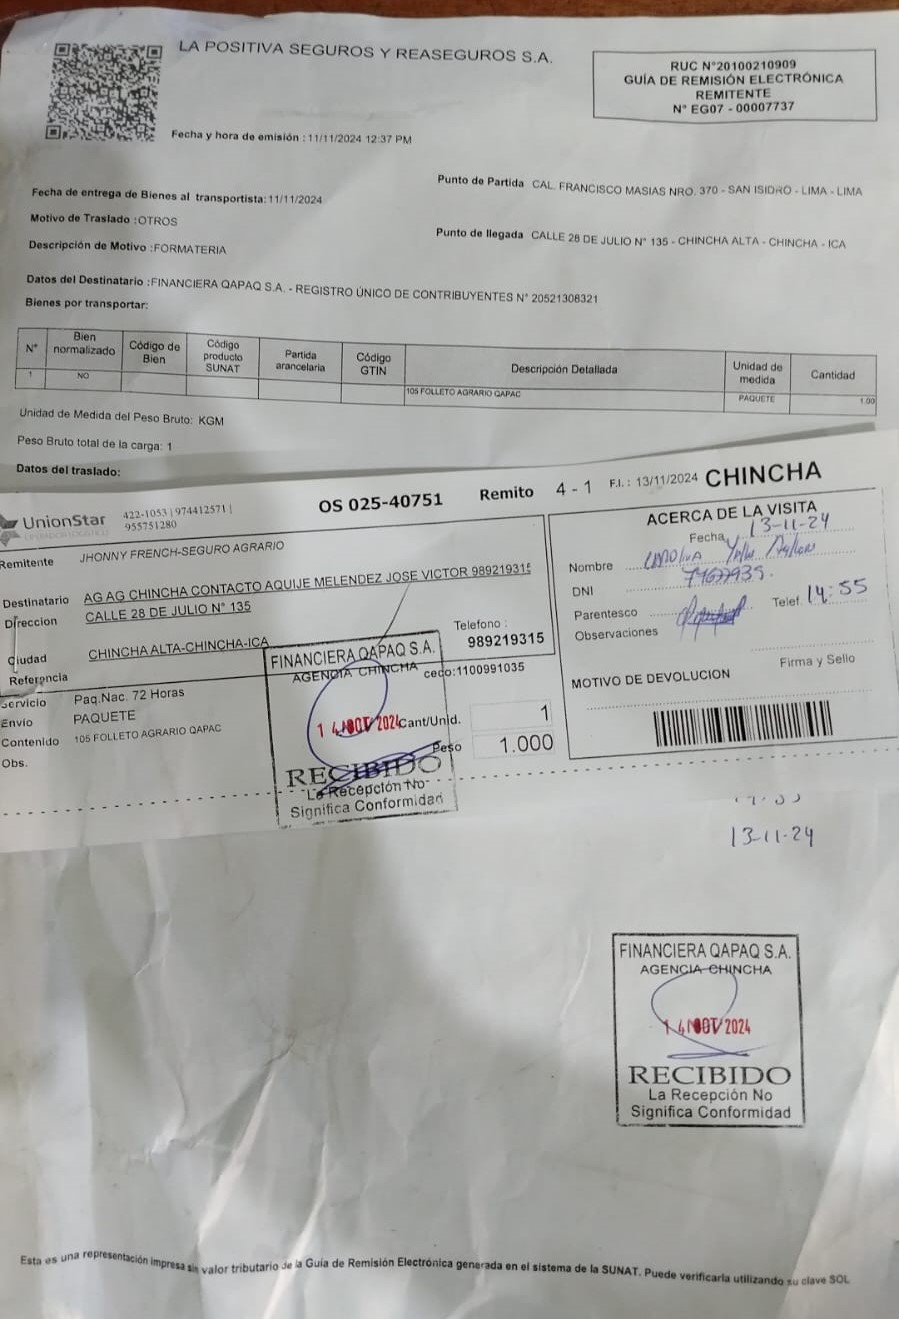 LA POSITIVA SEGUROS Y REASEGUROS S.A.
RUC N°20100210909
GUÍA DE REMISIÓN ELECTRÓNICA
REMITENTE
N° EG07 - 00007737
Fecha y hora de emisión : 11/11/2024 12:37 PM
Fecha de entrega de Bienes al transportista: 11/11/2024
Punto de Partida CAL. FRANCISCO MASIAS NRO. 370 - SAN ISIDRO - LIMA - LIMA
Motivo de Traslado :OTROS
Punto de llegada CALLE 28 DE JULIO N° 135 - CHINCHA ALTA - CHINCHA - ICA
Descripción de Motivo :FORMATERIA
Datos del Destinatario :FINANCIERA QAPAQ S.A. - REGISTRO ÚNICO DE CONTRIBUYENTES N° 20521308321
Bienes por transportar:
N° Bien normalizado Código de Bien Código producto SUNAT Partida arancelaria Código GTIN Descripción Detallada Unidad de medida Cantidad
1 NO 105 FOLLETO AGRARIO QAPAC PAQUETE 1.00
Unidad de Medida del Peso Bruto: KGM
Peso Bruto total de la carga: 1
Datos del traslado:
UnionStar
422-1053 | 974412571 |
955751280
OS 025-40751 Remito 4 - 1 F.I.: 13/11/2024 CHINCHA
Remitente JHONNY FRENCH-SEGURO AGRARIO
Destinatario AG AG CHINCHA CONTACTO AQUIJE MELENDEZ JOSE VICTOR 989219315
Direccion CALLE 28 DE JULIO N° 135
Ciudad CHINCHA ALTA-CHINCHA-ICA
Referencia
Telefono :
989219315
ceco:1100991035
Servicio Paq.Nac. 72 Horas
Envio PAQUETE
Contenido 105 FOLLETO AGRARIO QAPAC
Obs.
Cant/Unid. 1
Peso 1.000
FINANCIERA QAPAQ S.A.
AGENCIA CHINCHA
14 NOV 2024
RECIBIDO
La Recepción No
Significa Conformidad
ACERCA DE LA VISITA
Fecha 13-11-24
Nombre
DNI
Parentesco
Telef. 14:55
Observaciones
Firma y Sello
MOTIVO DE DEVOLUCION
13-11-24
FINANCIERA QAPAQ S.A.
AGENCIA CHINCHA
14 NOV 2024
RECIBIDO
La Recepción No
Significa Conformidad
Esta es una representación impresa sin valor tributario de la Guía de Remisión Electrónica generada en el sistema de la SUNAT. Puede verificarla utilizando su clave SOL